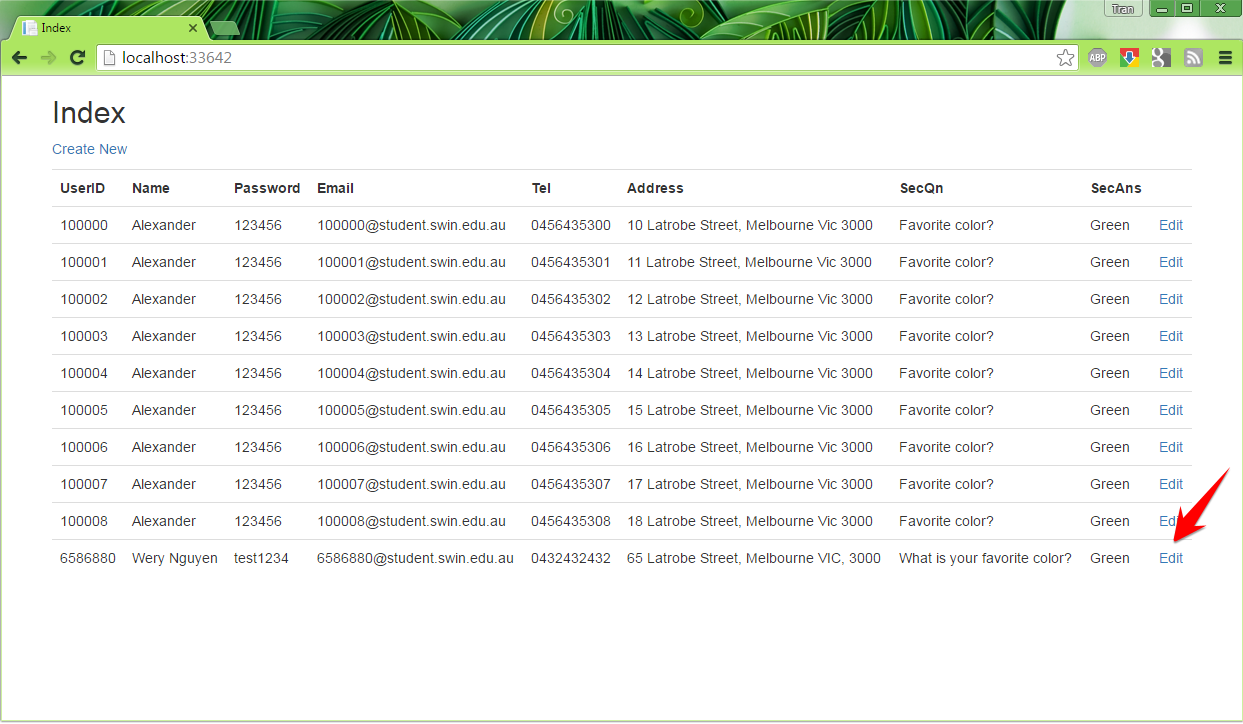 Tran
Index
localhost:33642
ABP
Index
Create New
UserID Name Password Email Tel Address SecQn SecAns
100000 Alexander 123456 100000@student.swin.edu.au 0456435300 10 Latrobe Street, Melbourne Vic 3000 Favorite color? Green Edit
100001 Alexander 123456 100001@student.swin.edu.au 0456435301 11 Latrobe Street, Melbourne Vic 3000 Favorite color? Green Edit
100002 Alexander 123456 100002@student.swin.edu.au 0456435302 12 Latrobe Street, Melbourne Vic 3000 Favorite color? Green Edit
100003 Alexander 123456 100003@student.swin.edu.au 0456435303 13 Latrobe Street, Melbourne Vic 3000 Favorite color? Green Edit
100004 Alexander 123456 100004@student.swin.edu.au 0456435304 14 Latrobe Street, Melbourne Vic 3000 Favorite color? Green Edit
100005 Alexander 123456 100005@student.swin.edu.au 0456435305 15 Latrobe Street, Melbourne Vic 3000 Favorite color? Green Edit
100006 Alexander 123456 100006@student.swin.edu.au 0456435306 16 Latrobe Street, Melbourne Vic 3000 Favorite color? Green Edit
100007 Alexander 123456 100007@student.swin.edu.au 0456435307 17 Latrobe Street, Melbourne Vic 3000 Favorite color? Green Edit
100008 Alexander 123456 100008@student.swin.edu.au 0456435308 18 Latrobe Street, Melbourne Vic 3000 Favorite color? Green Edit
6586880 Wery Nguyen test1234 6586880@student.swin.edu.au 0432432432 65 Latrobe Street, Melbourne VIC, 3000 What is your favorite color? Green Edit